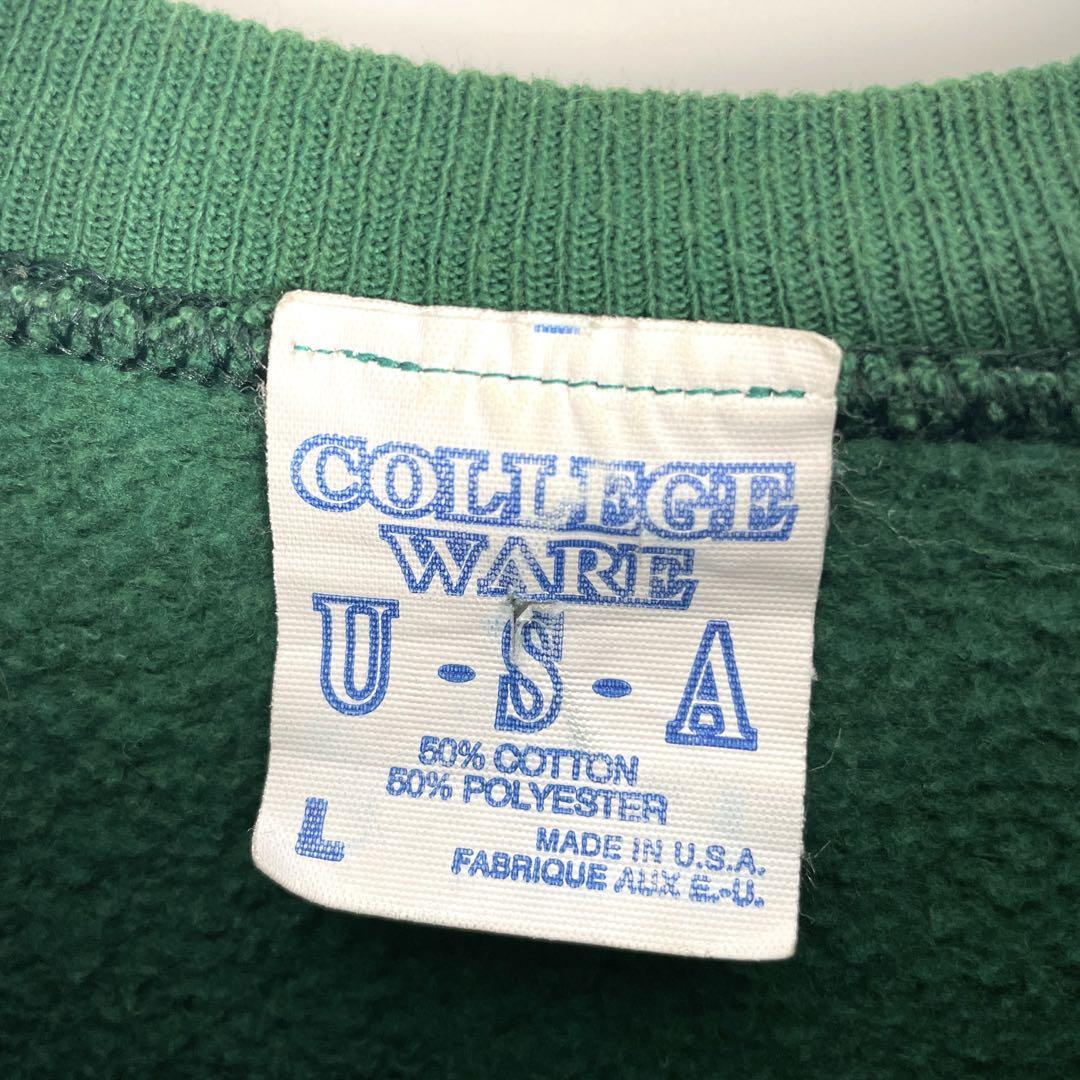 COLLEGE
WARE
U-S-A
50% COTTON
50% POLYESTER
L
MADE IN U.S.A.
FABRIQUE AUX E.-U.